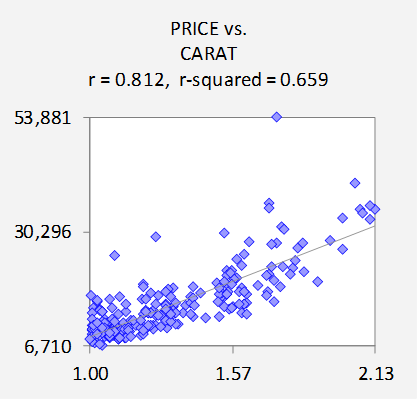 PRICE vs.
CARAT
r = 0.812, r-squared = 0.659
53,881
30,296
6,710
1.00 1.57 2.13